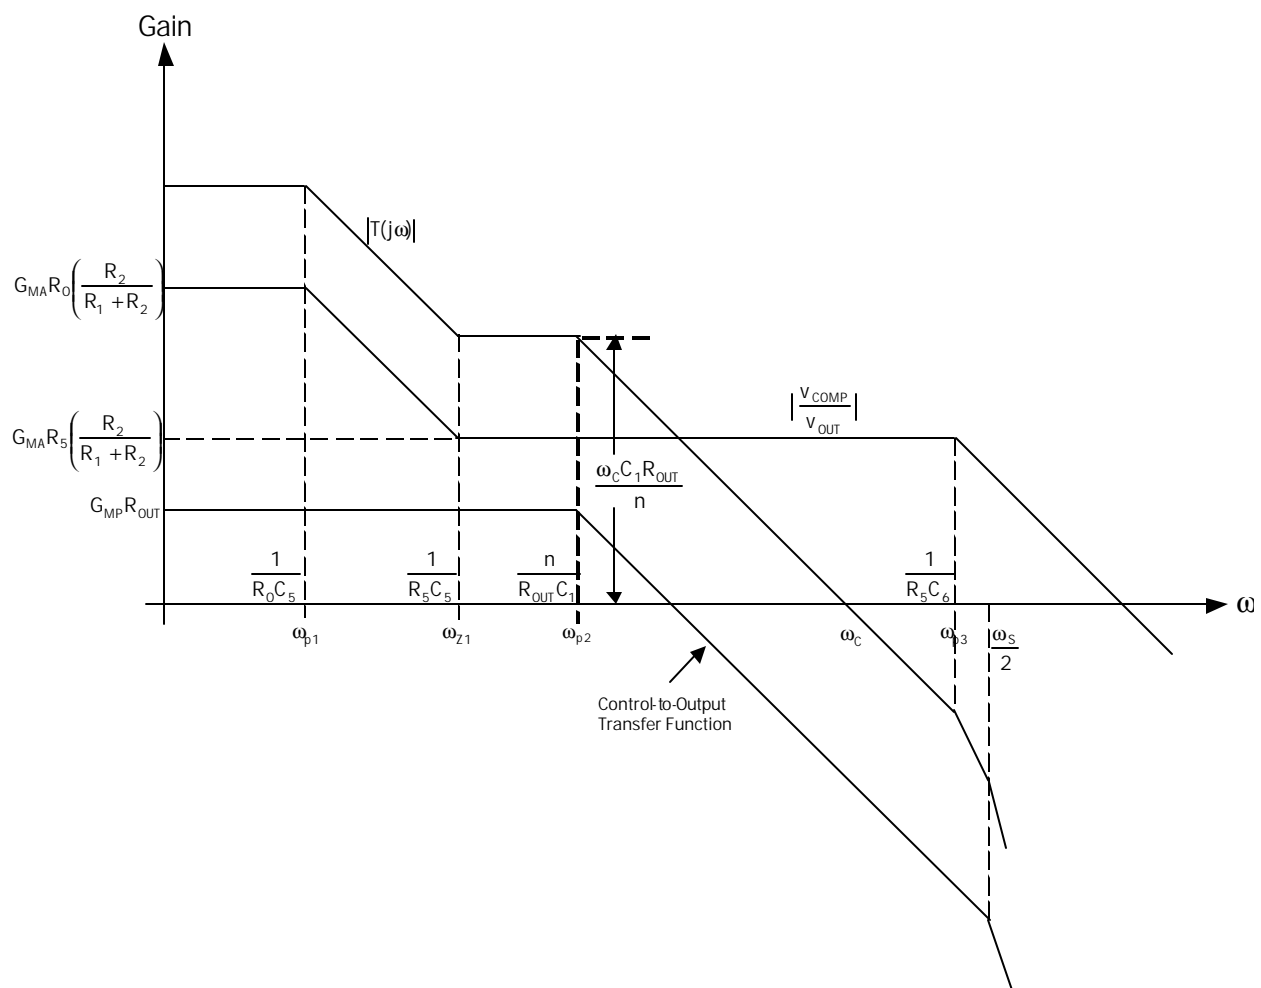 Gain
|T(jω)|
G_MA R_0 (R_2 / (R_1 + R_2))
|v_COMP / v_OUT|
G_MA R_5 (R_2 / (R_1 + R_2))
ω_C C_1 R_OUT / n
G_MP R_OUT
1 / (R_0 C_5)
1 / (R_5 C_5)
n / (R_OUT C_1)
1 / (R_5 C_6)
ω
ω_p1
ω_Z1
ω_p2
ω_C
ω_p3
ω_S / 2
Control-to-Output
Transfer Function